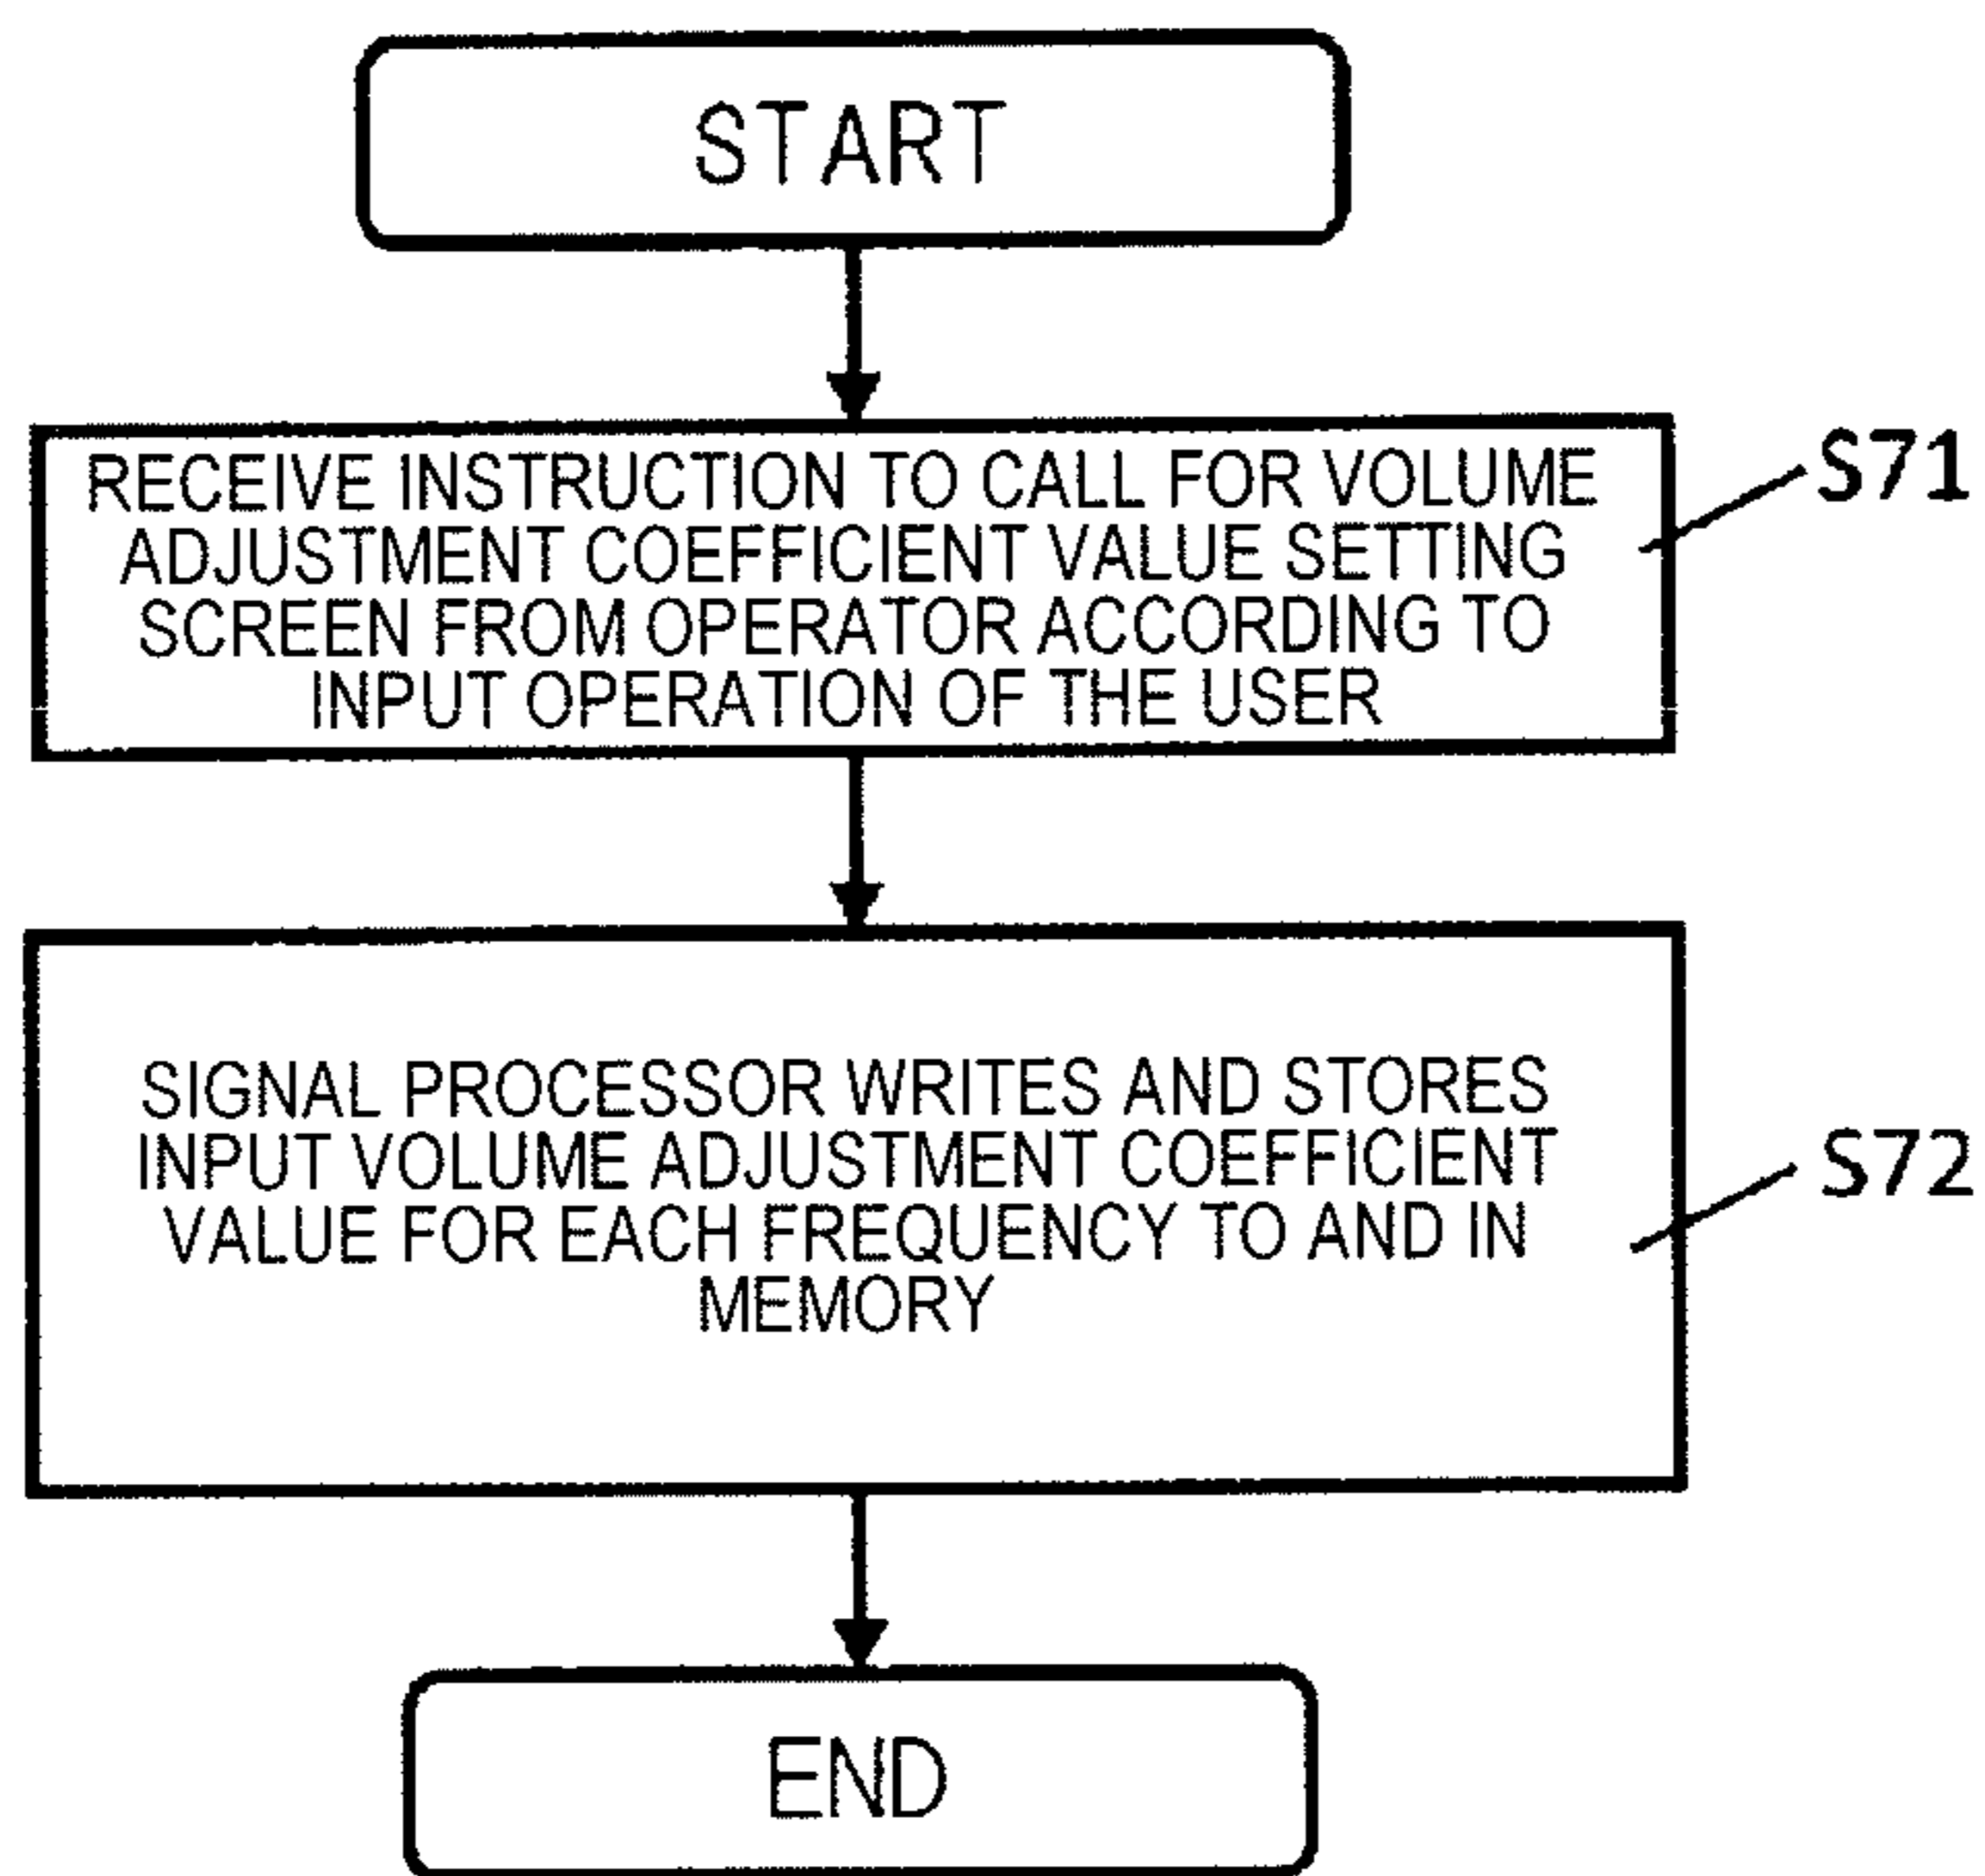 START
RECEIVE INSTRUCTION TO CALL FOR VOLUME
ADJUSTMENT COEFFICIENT VALUE SETTING
SCREEN FROM OPERATOR ACCORDING TO
INPUT OPERATION OF THE USER
S71
SIGNAL PROCESSOR WRITES AND STORES
INPUT VOLUME ADJUSTMENT COEFFICIENT
VALUE FOR EACH FREQUENCY TO AND IN
MEMORY
S72
END